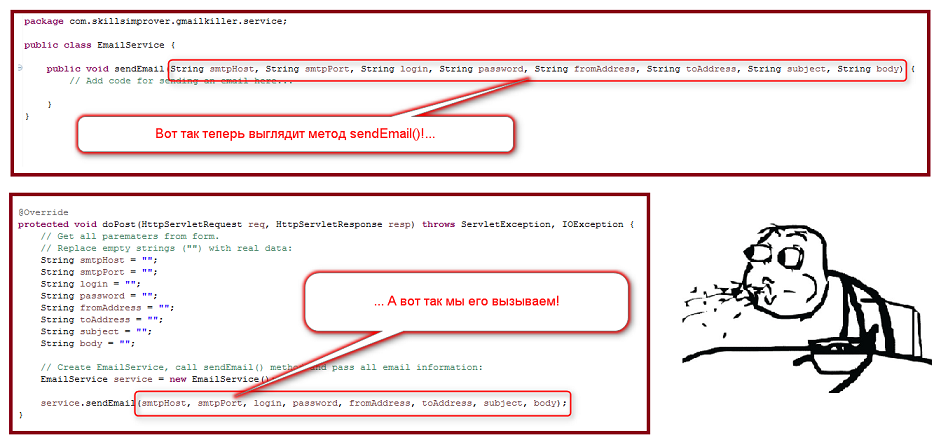 package com.skillsimprover.gmailkiller.service;
public class EmailService {
public void sendEmail(String smtpHost, String smtpPort, String login, String password, String fromAddress, String toAddress, String subject, String body) {
// Add code for sending an email here...
}
}
Вот так теперь выглядит метод sendEmail()!...
@Override
protected void doPost(HttpServletRequest req, HttpServletResponse resp) throws ServletException, IOException {
// Get all parematers from form.
// Replace empty strings ("") with real data:
String smtpHost = "";
String smtpPort = "";
String login = "";
String password = "";
String fromAddress = "";
String toAddress = "";
String subject = "";
String body = "";
... А вот так мы его вызываем!
// Create EmailService, call sendEmail() method and pass all email information:
EmailService service = new EmailService()
service.sendEmail(smtpHost, smtpPort, login, password, fromAddress, toAddress, subject, body);
}